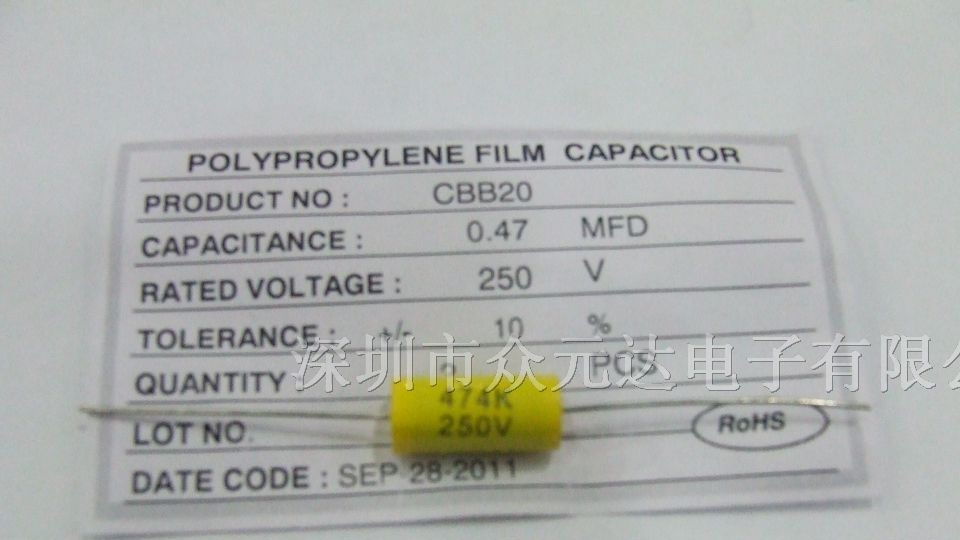 POLYPROPYLENE FILM CAPACITOR
PRODUCT NO : CBB20
CAPACITANCE : 0.47 MFD
RATED VOLTAGE : 250 V
TOLERANCE : +/- 10 %
深圳市众元达电子有限公
QUANTITY : PCS
474K
250V
LOT NO.
RoHS
DATE CODE : SEP 28-2011